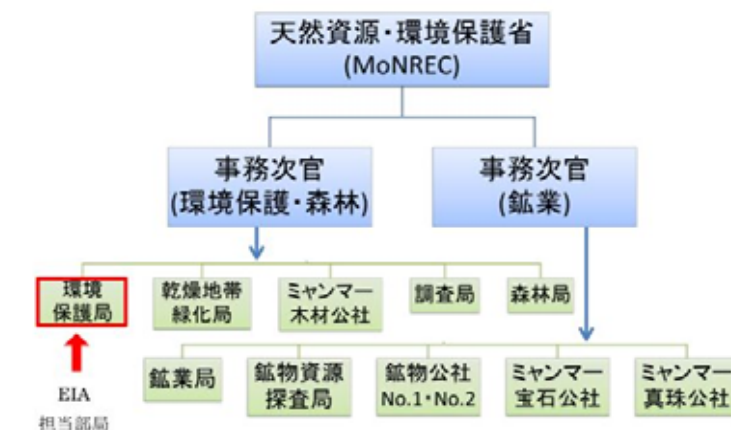 天然資源・環境保護省
(MoNREC)
事務次官
(環境保護・森林)
事務次官
(鉱業)
環境
保護局
乾燥地帯
緑化局
ミャンマー
木材公社
調査局
森林局
EIA
担当部局
鉱業局
鉱物資源
探査局
鉱物公社
No.1・No.2
ミャンマー
宝石公社
ミャンマー
真珠公社